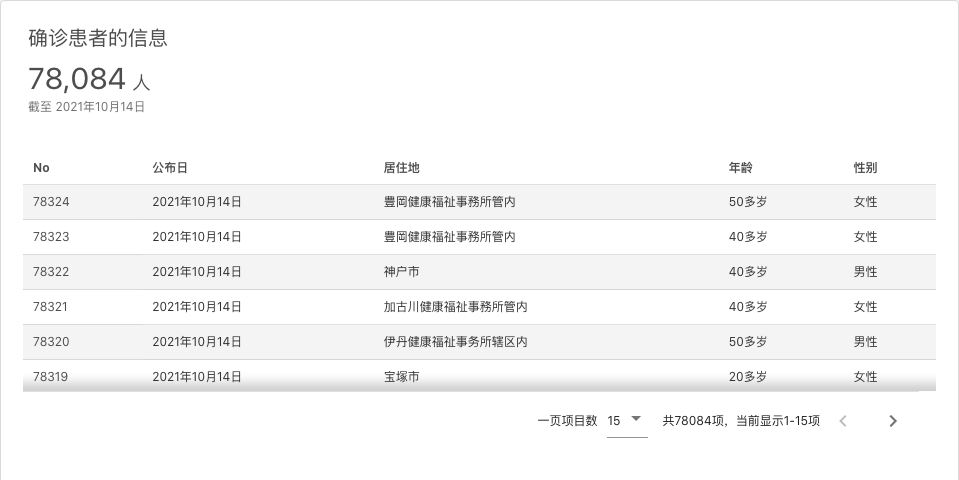 确诊患者的信息
78,084 人
截至 2021年10月14日
No 公布日 居住地 年龄 性别
78324 2021年10月14日 豊岡健康福祉事務所管内 50多岁 女性
78323 2021年10月14日 豊岡健康福祉事務所管内 40多岁 女性
78322 2021年10月14日 神户市 40多岁 男性
78321 2021年10月14日 加古川健康福祉事務所管内 40多岁 女性
78320 2021年10月14日 伊丹健康福祉事务所辖区内 50多岁 男性
78319 2021年10月14日 宝塚市 20多岁 女性
一页项目数 15 共78084项，当前显示1-15项